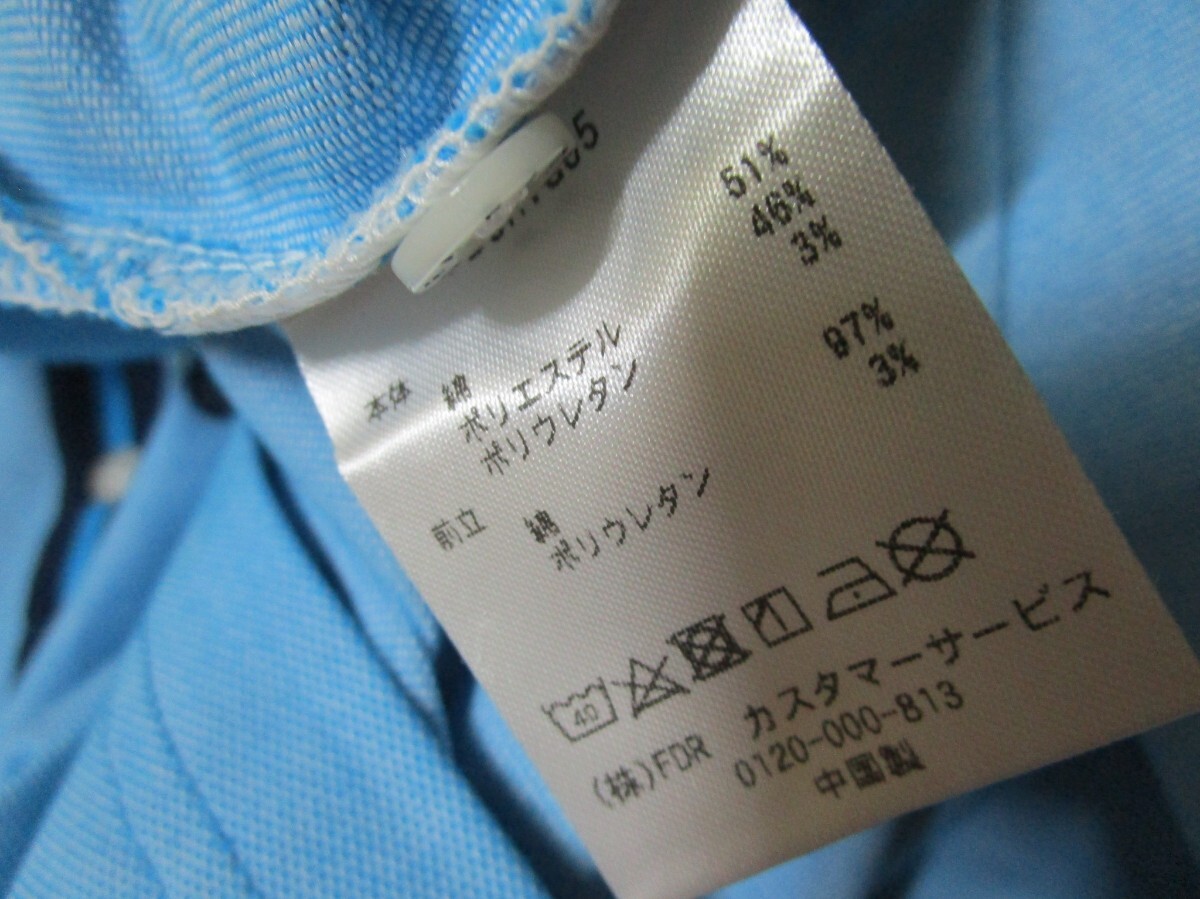 本体 綿 51%
ポリエステル 46%
ポリウレタン 3%
前立 綿 97%
ポリウレタン 3%
40
(株)FDR カスタマーサービス
0120-000-813
中国製